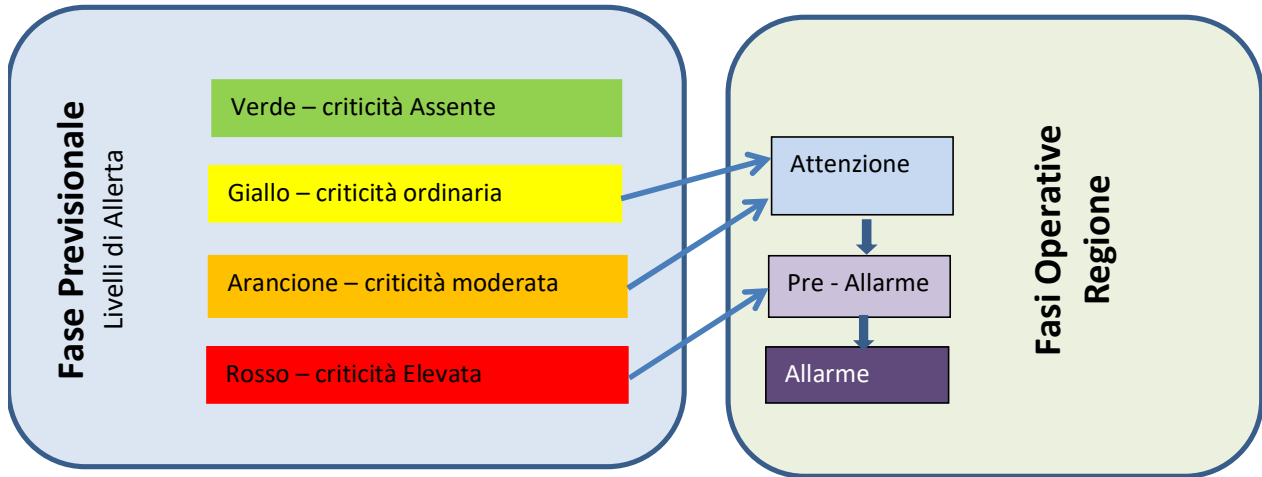 Fase Previsionale
Livelli di Allerta
Verde – criticità Assente
Giallo – criticità ordinaria
Arancione – criticità moderata
Rosso – criticità Elevata
Attenzione
Pre - Allarme
Allarme
Fasi Operative
Regione